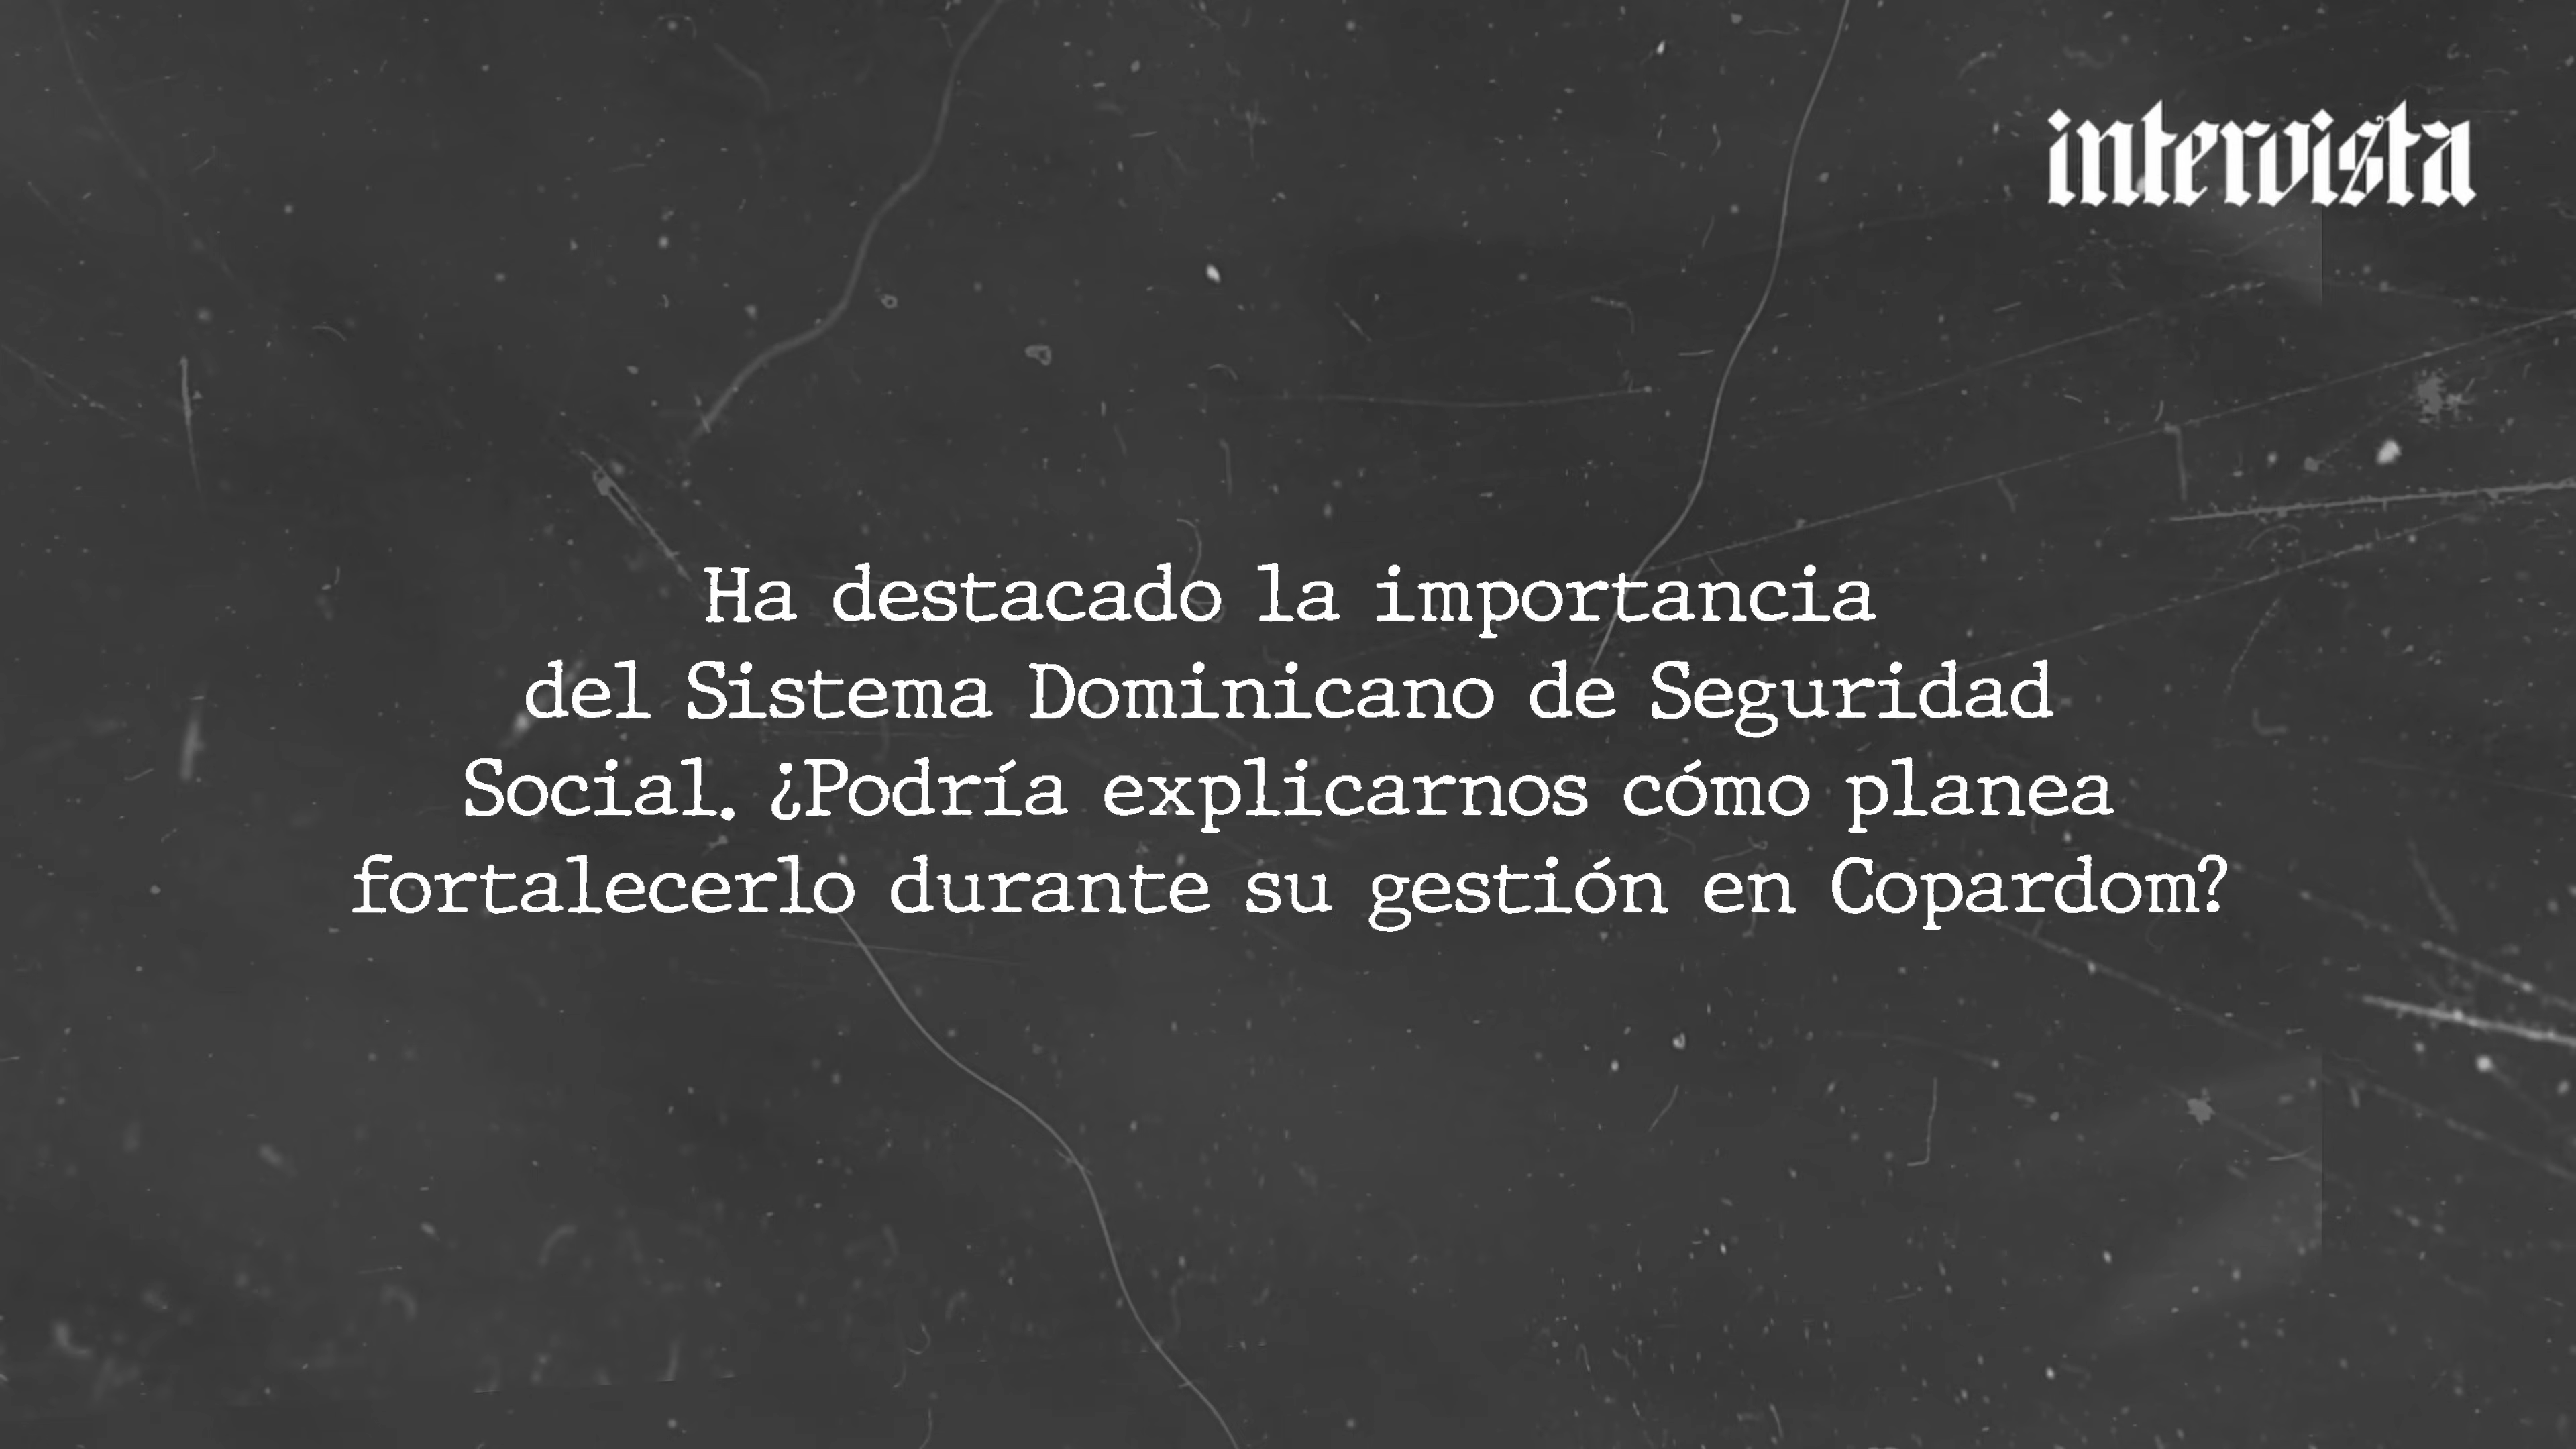 intervista
Ha destacado la importancia
del Sistema Dominicano de Seguridad
Social. ¿Podría explicarnos cómo planea
fortalecerlo durante su gestión en Copardom?